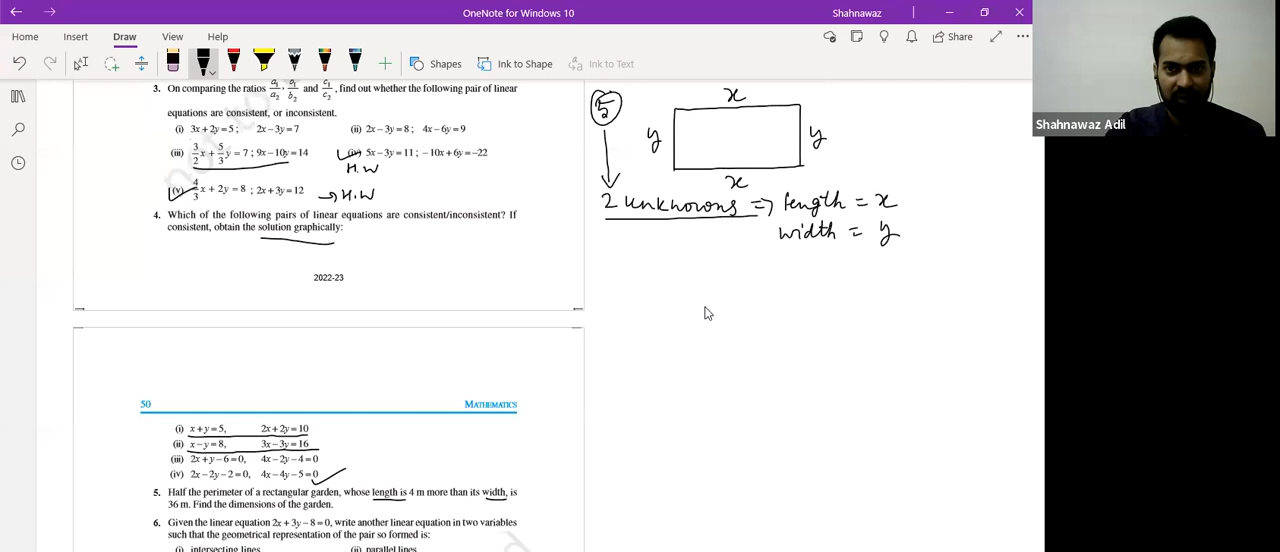 OneNote for Windows 10
Shahnawaz
Home Insert Draw View Help
Share
Shapes
Ink to Shape
Ink to Text
3. On comparing the ratios a₁/a₂, b₁/b₂ and c₁/c₂, find out whether the following pair of linear
equations are consistent, or inconsistent.
(i) 3x + 2y = 5 ; 2x – 3y = 7
(ii) 2x – 3y = 8 ; 4x – 6y = 9
(iii) 3/2 x + 5/3 y = 7 ; 9x – 10y = 14
(iv) 5x – 3y = 11 ; – 10x + 6y = –22
H.W
(v) 4/3 x + 2y = 8 ; 2x + 3y = 12
→ H.W
4. Which of the following pairs of linear equations are consistent/inconsistent? If
consistent, obtain the solution graphically:
2022-23
50 MATHEMATICS
(i) x + y = 5, 2x + 2y = 10
(ii) x – y = 8, 3x – 3y = 16
(iii) 2x + y – 6 = 0, 4x – 2y – 4 = 0
(iv) 2x – 2y – 2 = 0, 4x – 4y – 5 = 0
5. Half the perimeter of a rectangular garden, whose length is 4 m more than its width, is
36 m. Find the dimensions of the garden.
6. Given the linear equation 2x + 3y – 8 = 0, write another linear equation in two variables
such that the geometrical representation of the pair so formed is:
(i) intersecting lines (ii) parallel lines
x
y
y
x
2 unknowns => length = x
width = y
Shahnawaz Adil